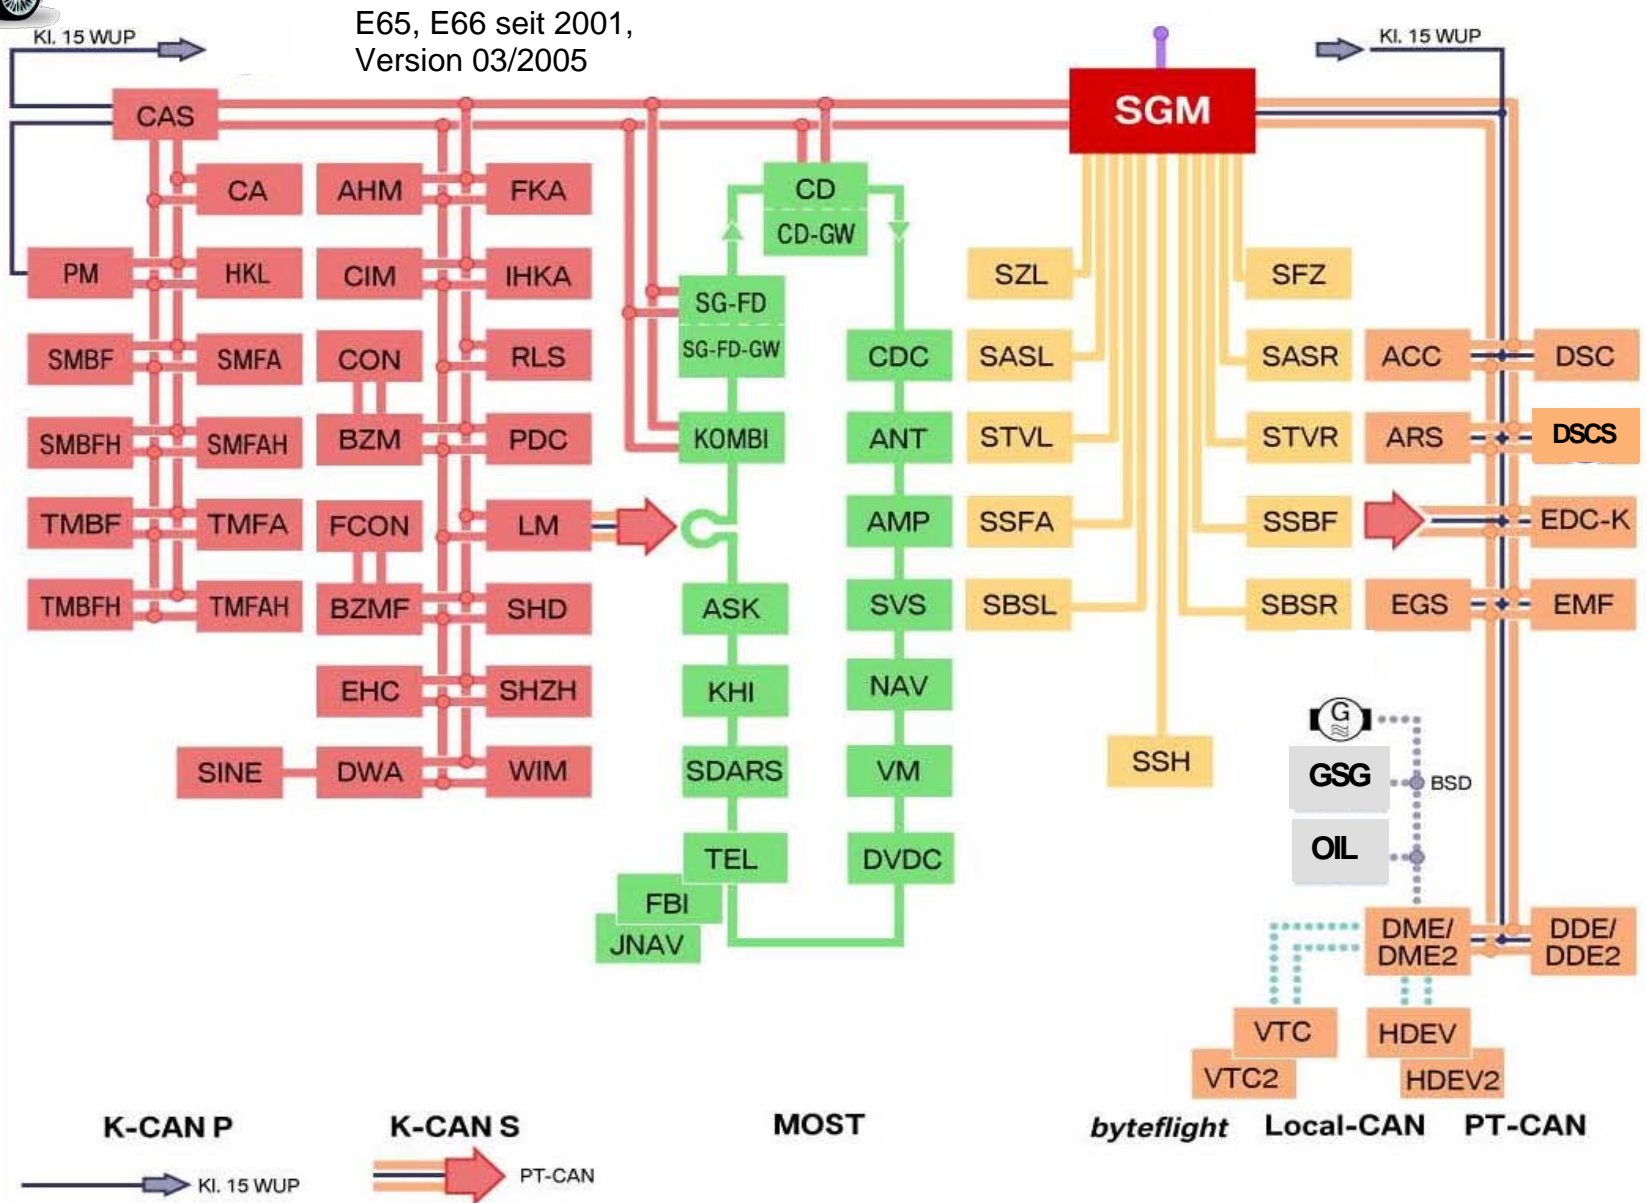 E65, E66 seit 2001,
Version 03/2005
Kl. 15 WUP
Kl. 15 WUP
CAS
SGM
CA
AHM
FKA
CD
CD-GW
PM
HKL
CIM
IHKA
SG-FD
SG-FD-GW
SZL
SFZ
SMBF
SMFA
CON
RLS
CDC
SASL
SASR
ACC
DSC
SMBFH
SMFAH
BZM
PDC
KOMBI
ANT
STVL
STVR
ARS
DSCS
TMBF
TMFA
FCON
LM
AMP
SSFA
SSBF
EDC-K
TMBFH
TMFAH
BZMF
SHD
ASK
SVS
SBSL
SBSR
EGS
EMF
EHC
SHZH
KHI
NAV
G
SINE
DWA
WIM
SDARS
VM
SSH
GSG
BSD
OIL
TEL
DVDC
FBI
JNAV
DME/
DME2
DDE/
DDE2
VTC
VTC2
HDEV
HDEV2
K-CAN P
K-CAN S
MOST
byteflight
Local-CAN
PT-CAN
Kl. 15 WUP
PT-CAN